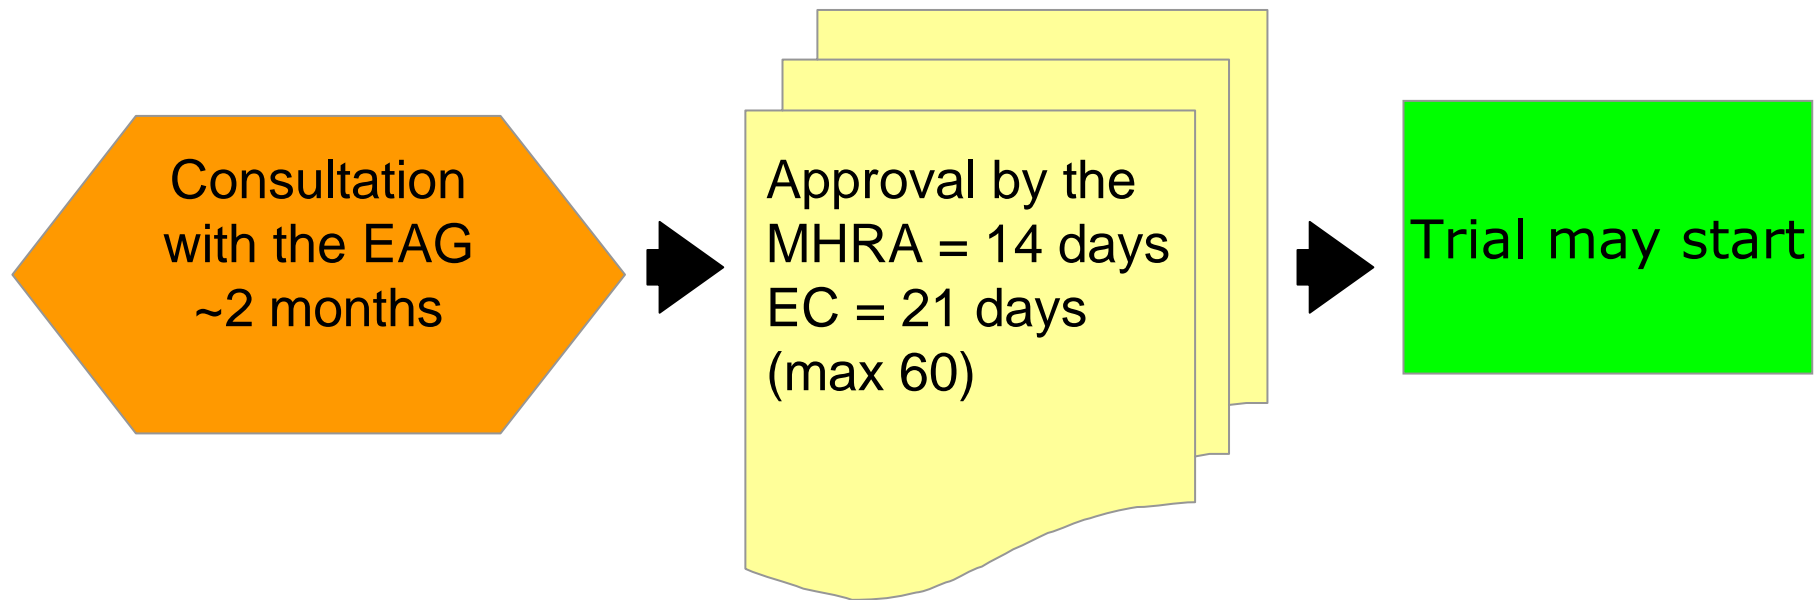 Consultation
with the EAG
~2 months
Approval by the
MHRA = 14 days
EC = 21 days
(max 60)
Trial may start